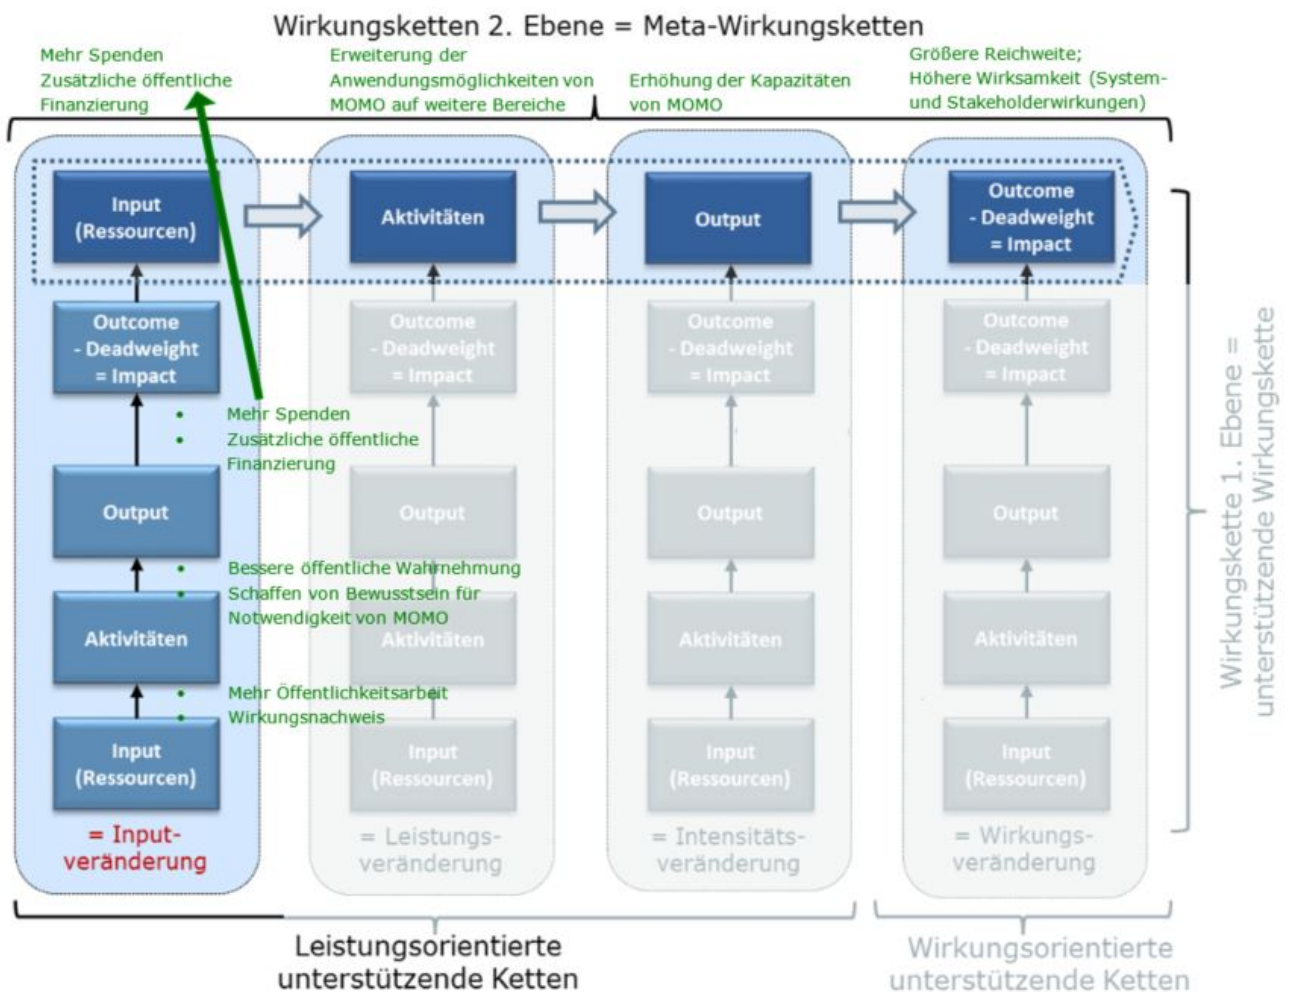 Wirkungsketten 2. Ebene = Meta-Wirkungsketten
Mehr Spenden
Zusätzliche öffentliche
Finanzierung
Erweiterung der
Anwendungsmöglichkeiten von
MOMO auf weitere Bereiche
Erhöhung der Kapazitäten
von MOMO
Größere Reichweite;
Höhere Wirksamkeit (System-
und Stakeholderwirkungen)
Input
(Ressourcen)
Aktivitäten
Output
Outcome
- Deadweight
= Impact
Outcome
- Deadweight
= Impact
Outcome
- Deadweight
= Impact
Outcome
- Deadweight
= Impact
Outcome
- Deadweight
= Impact
• Mehr Spenden
• Zusätzliche öffentliche
Finanzierung
Output
Output
Output
Output
• Bessere öffentliche Wahrnehmung
• Schaffen von Bewusstsein für
Notwendigkeit von MOMO
Aktivitäten
Aktivitäten
Aktivitäten
Aktivitäten
• Mehr Öffentlichkeitsarbeit
• Wirkungsnachweis
Input
(Ressourcen)
Input
(Ressourcen)
Input
(Ressourcen)
Input
(Ressourcen)
= Input-
veränderung
= Leistungs-
veränderung
= Intensitäts-
veränderung
= Wirkungs-
veränderung
Leistungsorientierte
unterstützende Ketten
Wirkungsorientierte
unterstützende Ketten
Wirkungskette 1. Ebene =
unterstützende Wirkungskette